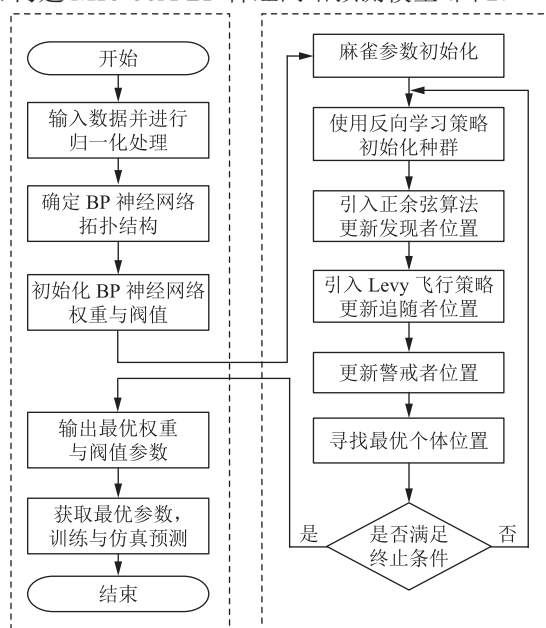 开始
输入数据并进行
归一化处理
确定 BP 神经网络
拓扑结构
初始化 BP 神经网络
权重与阀值
输出最优权重
与阀值参数
获取最优参数,
训练与仿真预测
结束
麻雀参数初始化
使用反向学习策略
初始化种群
引入正余弦算法
更新发现者位置
引入 Levy 飞行策略
更新追随者位置
更新警戒者位置
寻找最优个体位置
是否满足
终止条件
是
否